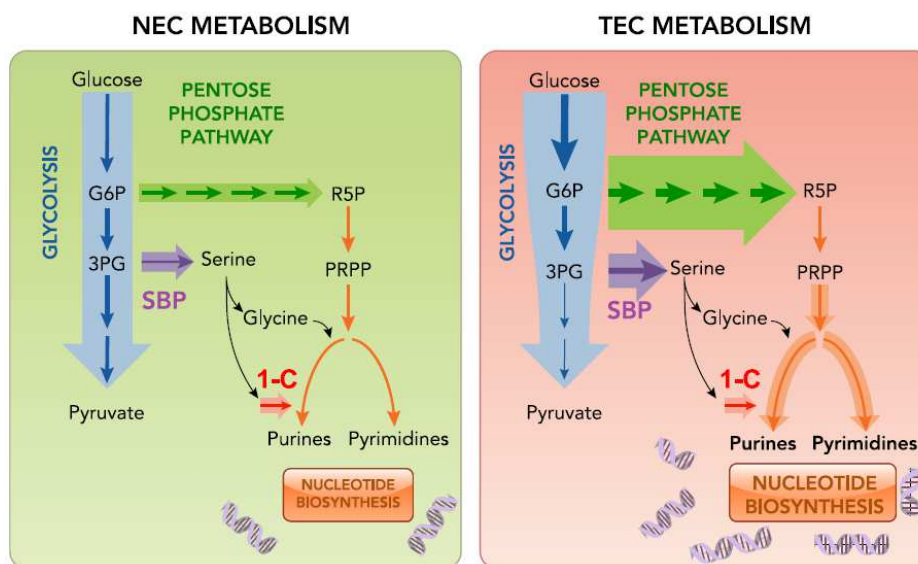 NEC METABOLISM
Glucose
PENTOSE
PHOSPHATE
PATHWAY
GLYCOLYSIS
G6P
R5P
3PG
Serine
PRPP
SBP
Glycine
1-C
Pyruvate
Purines
Pyrimidines
NUCLEOTIDE
BIOSYNTHESIS
TEC METABOLISM
Glucose
PENTOSE
PHOSPHATE
PATHWAY
GLYCOLYSIS
G6P
R5P
3PG
Serine
PRPP
SBP
Glycine
1-C
Pyruvate
Purines
Pyrimidines
NUCLEOTIDE
BIOSYNTHESIS